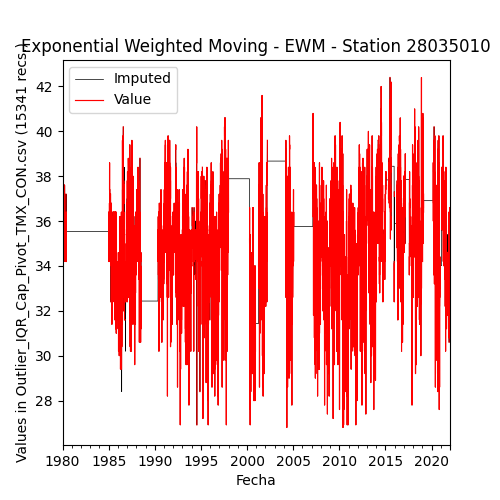 Exponential Weighted Moving - EWM - Station 28035010
Imputed
Value
Values in Outlier_IQR_Cap_Pivot_TMX_CON.csv (15341 recs.)
42
40
38
36
34
32
30
28
1980 1985 1990 1995 2000 2005 2010 2015 2020
Fecha